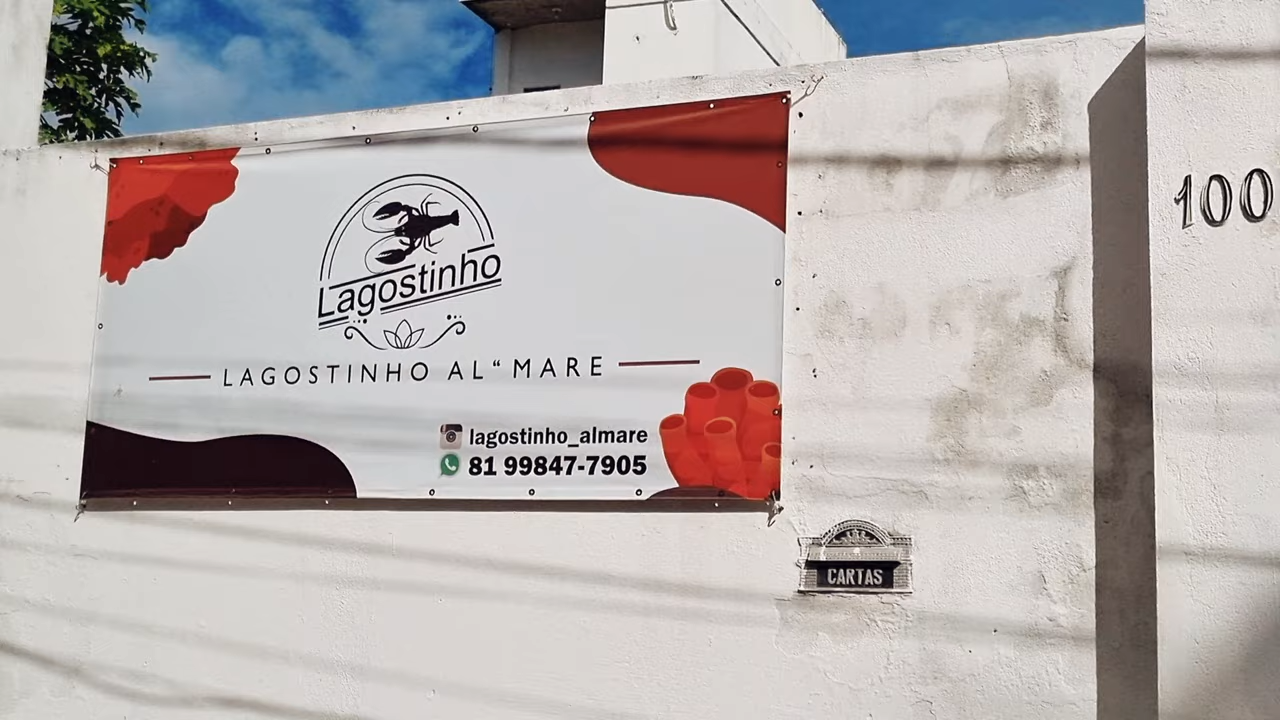 Lagostinho
LAGOSTINHO AL“ MARE
lagostinho_almare
81 99847-7905
CARTAS
100